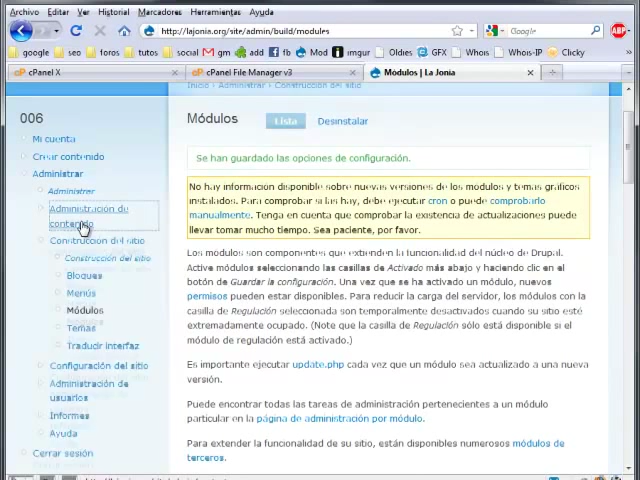 Archivo Editar Ver Historial Marcadores Herramientas Ayuda
http://lajonia.org/site/admin/build/modules
Google
ABP
google seo foros tutos social gm add fb Mod imgur Oldies GFX Whois Whois-IP Clicky
cPanel X
cPanel File Manager v3
Módulos | La Jonia
Inicio › Administrar › Construcción del sitio
006
Mi cuenta
Crear contenido
Administrar
Administrar
Administración de
contenido
Construcción del sitio
Construcción del sitio
Bloques
Menús
Módulos
Temas
Traducir interfaz
Configuración del sitio
Administración de
usuarios
Informes
Ayuda
Cerrar sesión
Módulos
Lista
Desinstalar
Se han guardado las opciones de configuración.
No hay información disponible sobre nuevas versiones de los módulos y temas gráficos
instalados. Para comprobar si las hay, debe ejecutar cron o puede comprobarlo
manualmente. Tenga en cuenta que comprobar la existencia de actualizaciones puede
llevar tomar mucho tiempo. Sea paciente, por favor.
Los módulos son componentes que extienden la funcionalidad del núcleo de Drupal.
Active módulos seleccionando las casillas de Activado más abajo y haciendo clic en el
botón de Guardar la configuración. Una vez que se ha activado un módulo, nuevos
permisos pueden estar disponibles. Para reducir la carga del servidor, los módulos con la
casilla de Regulación seleccionada son temporalmente desactivados cuando su sitio esté
extremadamente ocupado. (Note que la casilla de Regulación sólo está disponible si el
módulo de regulación está activado.)
Es importante ejecutar update.php cada vez que un módulo sea actualizado a una nueva
versión.
Puede encontrar todas las tareas de administración pertenecientes a un módulo
particular en la página de administración por módulo.
Para extender la funcionalidad de su sitio, están disponibles numerosos módulos de
terceros.